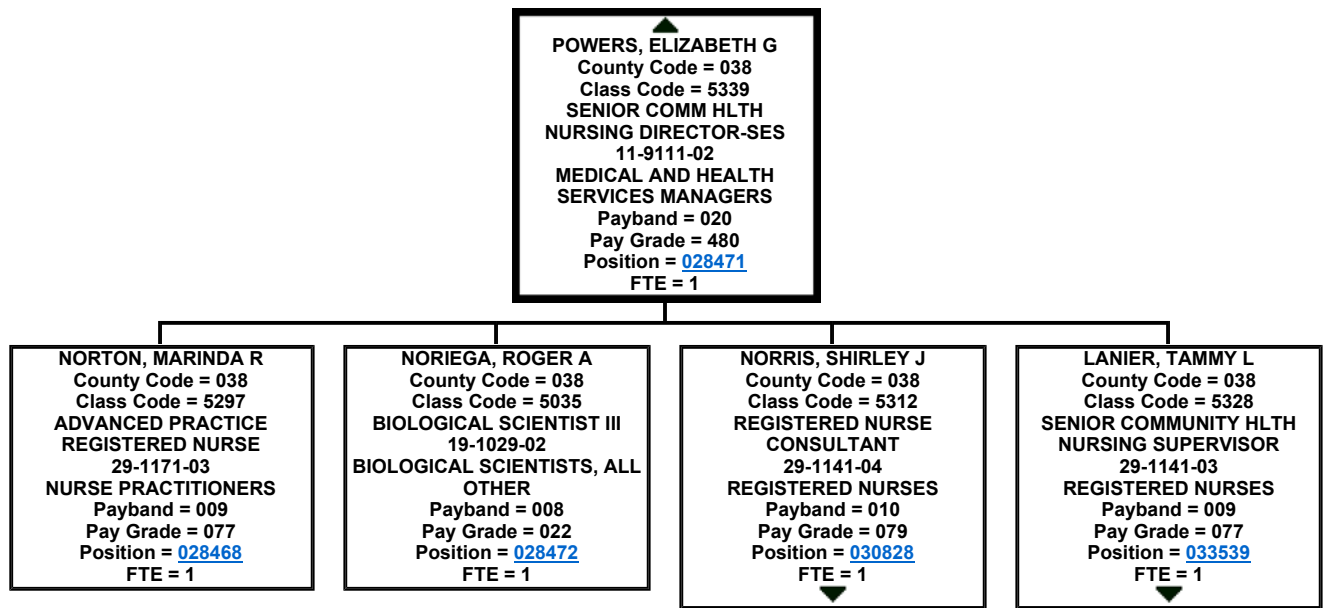 POWERS, ELIZABETH G
County Code = 038
Class Code = 5339
SENIOR COMM HLTH
NURSING DIRECTOR-SES
11-9111-02
MEDICAL AND HEALTH
SERVICES MANAGERS
Payband = 020
Pay Grade = 480
Position = 028471
FTE = 1
NORTON, MARINDA R
County Code = 038
Class Code = 5297
ADVANCED PRACTICE
REGISTERED NURSE
29-1171-03
NURSE PRACTITIONERS
Payband = 009
Pay Grade = 077
Position = 028468
FTE = 1
NORIEGA, ROGER A
County Code = 038
Class Code = 5035
BIOLOGICAL SCIENTIST III
19-1029-02
BIOLOGICAL SCIENTISTS, ALL
OTHER
Payband = 008
Pay Grade = 022
Position = 028472
FTE = 1
NORRIS, SHIRLEY J
County Code = 038
Class Code = 5312
REGISTERED NURSE
CONSULTANT
29-1141-04
REGISTERED NURSES
Payband = 010
Pay Grade = 079
Position = 030828
FTE = 1
LANIER, TAMMY L
County Code = 038
Class Code = 5328
SENIOR COMMUNITY HLTH
NURSING SUPERVISOR
29-1141-03
REGISTERED NURSES
Payband = 009
Pay Grade = 077
Position = 033539
FTE = 1